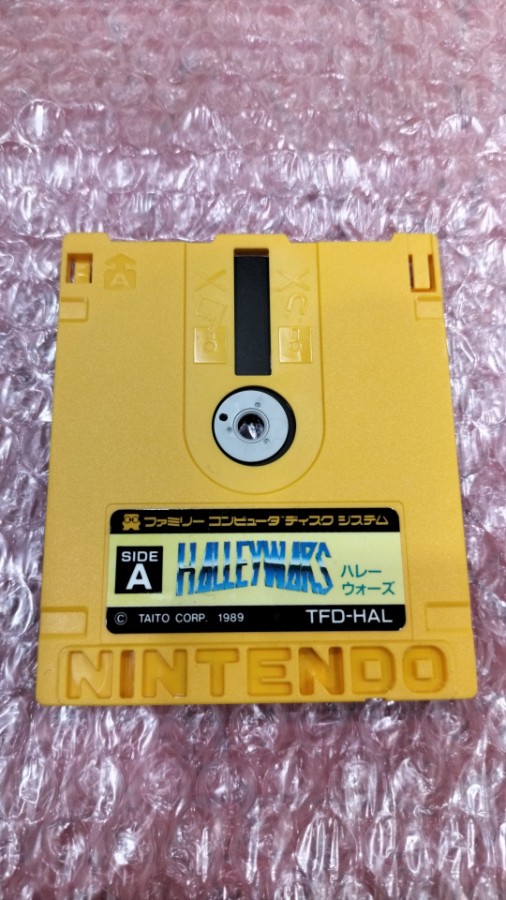 A
ファミリー コンピュータ ディスク システム
SIDE
A
HALLEYWARS
ハレー
ウォーズ
© TAITO CORP. 1989
TFD-HAL
NINTENDO